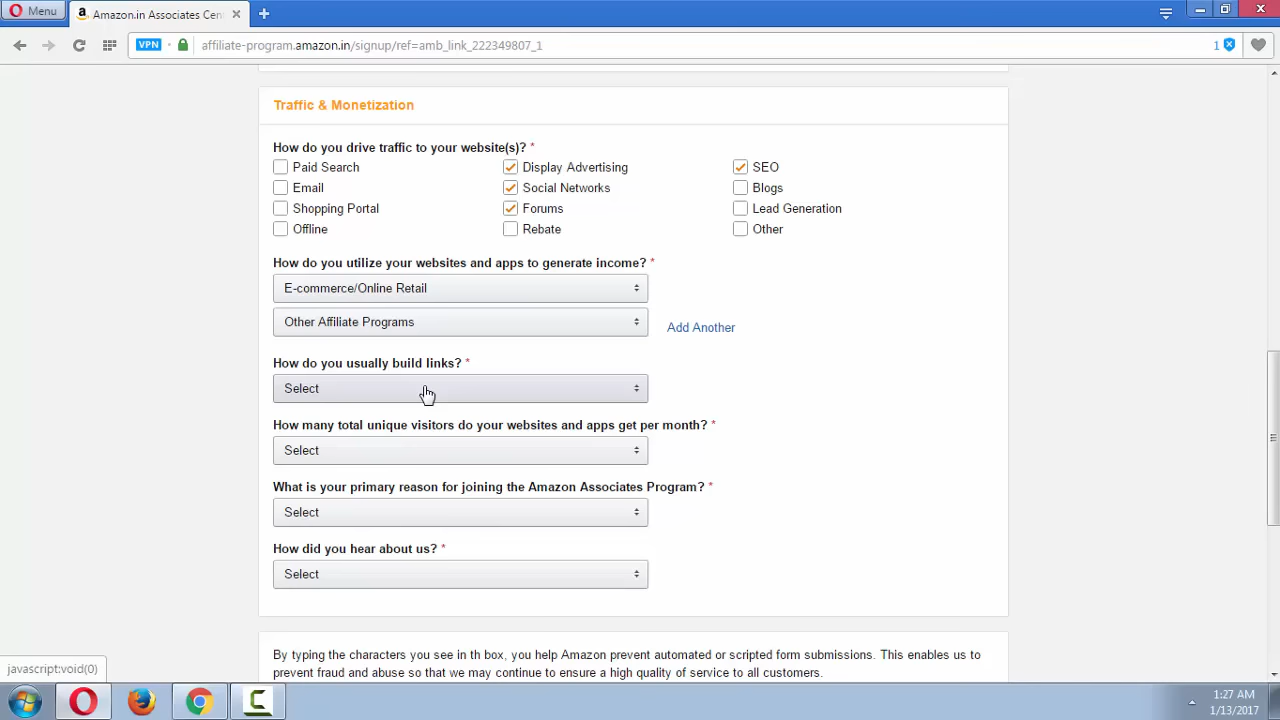 Menu
Amazon.in Associates Cen
VPN
affiliate-program.amazon.in/signup/ref=amb_link_222349807_1
1
Traffic & Monetization
How do you drive traffic to your website(s)? *
Paid Search Display Advertising SEO
Email Social Networks Blogs
Shopping Portal Forums Lead Generation
Offline Rebate Other
How do you utilize your websites and apps to generate income? *
E-commerce/Online Retail
Other Affiliate Programs Add Another
How do you usually build links? *
Select
How many total unique visitors do your websites and apps get per month? *
Select
What is your primary reason for joining the Amazon Associates Program? *
Select
How did you hear about us? *
Select
By typing the characters you see in th box, you help Amazon prevent automated or scripted form submissions. This enables us to
prevent fraud and abuse so that we may continue to ensure a high quality of service to all customers.
javascript:void(0)
1:27 AM
1/13/2017